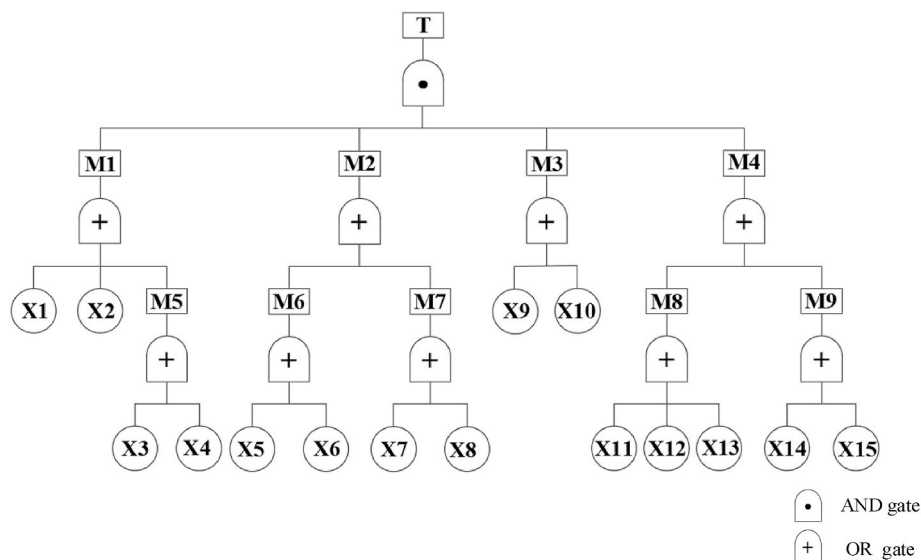 T
M1 M2 M3 M4
+ + + +
X1 X2 M5 M6 M7 X9 X10 M8 M9
+ + + + +
X3 X4 X5 X6 X7 X8 X11 X12 X13 X14 X15
AND gate
+ OR gate